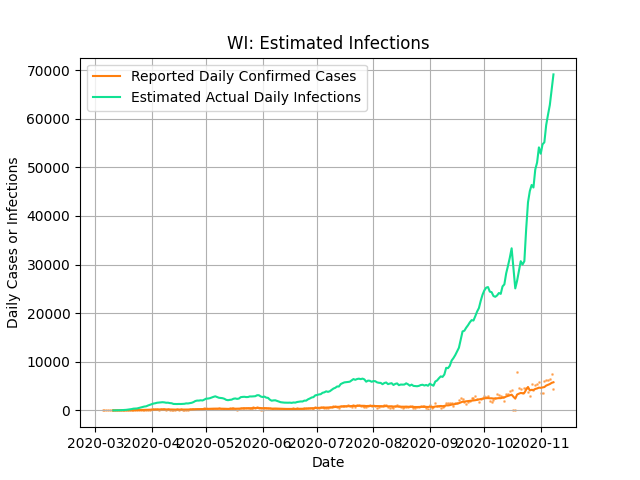 WI: Estimated Infections
Reported Daily Confirmed Cases
Estimated Actual Daily Infections
Daily Cases or Infections
70000
60000
50000
40000
30000
20000
10000
0
2020-03 2020-04 2020-05 2020-06 2020-07 2020-08 2020-09 2020-10 2020-11
Date